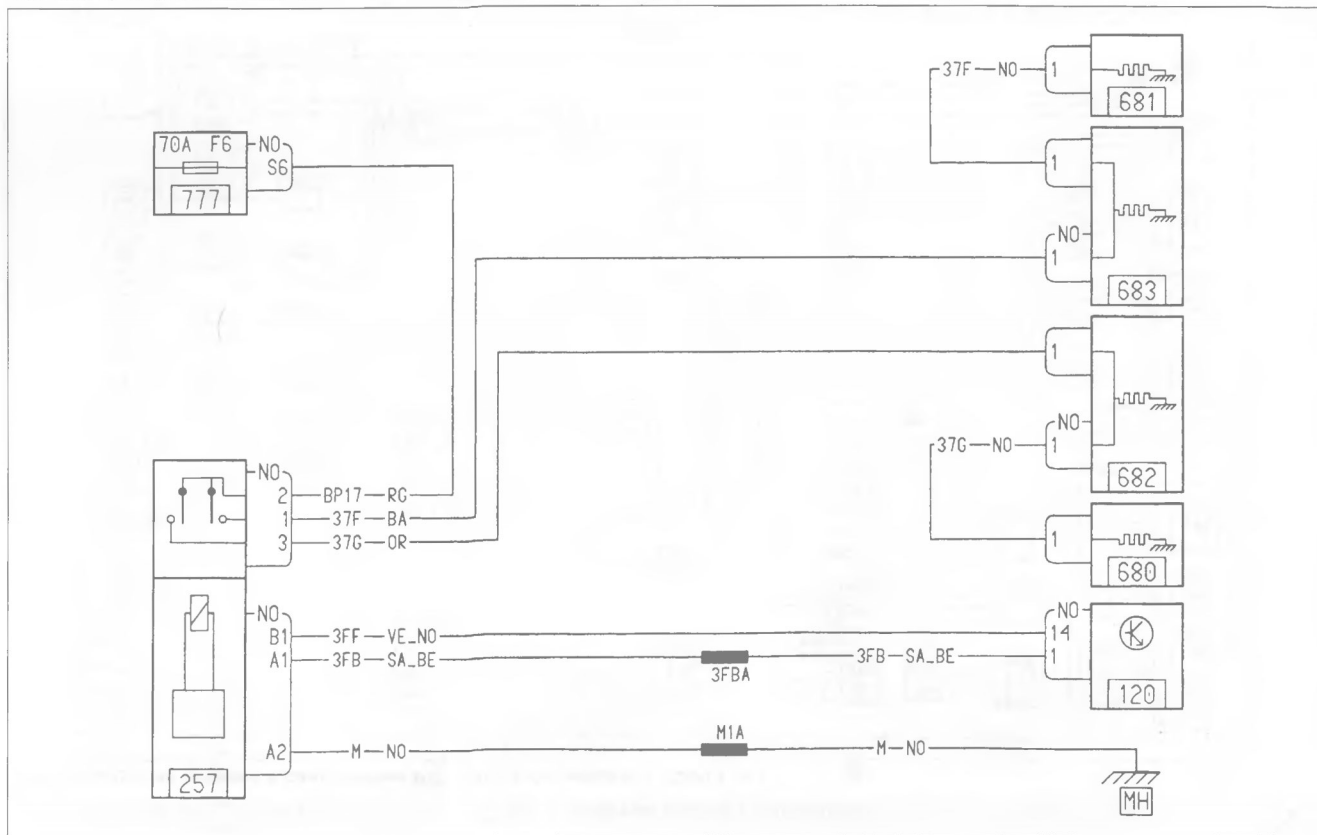 37F NO 1
681
70A F6 NO
1
S6
777
NO
1
683
1
NO
37G NO 1
682
NO
2 BP17 RG
1 37F BA
3 37G OR
1
680
NO
NO
B1 3FF VE_NO 14
A1 3FB SA_BE 3FB SA_BE 1
3FBA
120
M1A
A2 M NO M NO
257
MH